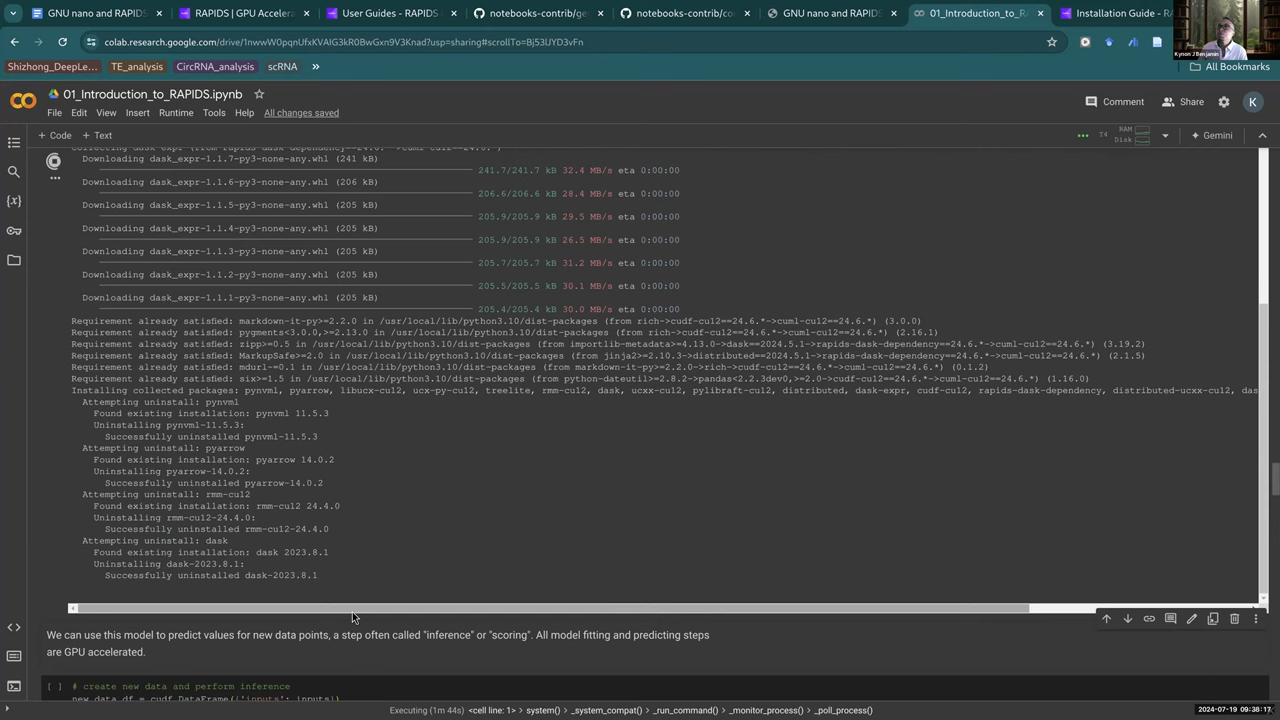 GNU nano and RAPIDS
RAPIDS | GPU Accelera
User Guides - RAPIDS
notebooks-contrib/ge
notebooks-contrib/co
GNU nano and RAPIDS
01_Introduction_to_RA
Installation Guide - RA
colab.research.google.com/drive/1nwwW0pqnUfxKVAIG3kR0BwGxn9V3Knad?usp=sharing#scrollTo=Bj53lJYD3vFn
Kynon J Benjamin
Shizhong_DeepLe...
TE_analysis
CircRNA_analysis
scRNA
All Bookmarks
01_Introduction_to_RAPIDS.ipynb
File Edit View Insert Runtime Tools Help All changes saved
Comment
Share
K
+ Code + Text
T4
RAM
Disk
Gemini
Collecting dask-expr (from rapids-dask-dependency==24.6.*->cuml-cu12==24.6.*)
Downloading dask_expr-1.1.7-py3-none-any.whl (241 kB)
241.7/241.7 kB 32.4 MB/s eta 0:00:00
Downloading dask_expr-1.1.6-py3-none-any.whl (206 kB)
206.6/206.6 kB 28.4 MB/s eta 0:00:00
Downloading dask_expr-1.1.5-py3-none-any.whl (205 kB)
205.9/205.9 kB 29.5 MB/s eta 0:00:00
Downloading dask_expr-1.1.4-py3-none-any.whl (205 kB)
205.9/205.9 kB 26.5 MB/s eta 0:00:00
Downloading dask_expr-1.1.3-py3-none-any.whl (205 kB)
205.7/205.7 kB 31.2 MB/s eta 0:00:00
Downloading dask_expr-1.1.2-py3-none-any.whl (205 kB)
205.5/205.5 kB 30.1 MB/s eta 0:00:00
Downloading dask_expr-1.1.1-py3-none-any.whl (205 kB)
205.4/205.4 kB 30.0 MB/s eta 0:00:00
Requirement already satisfied: markdown-it-py>=2.2.0 in /usr/local/lib/python3.10/dist-packages (from rich->cudf-cu12==24.6.*->cuml-cu12==24.6.*) (3.0.0)
Requirement already satisfied: pygments<3.0.0,>=2.13.0 in /usr/local/lib/python3.10/dist-packages (from rich->cudf-cu12==24.6.*->cuml-cu12==24.6.*) (2.16.1)
Requirement already satisfied: zipp>=0.5 in /usr/local/lib/python3.10/dist-packages (from importlib-metadata>=4.13.0->dask==2024.5.1->rapids-dask-dependency==24.6.*->cuml-cu12==24.6.*) (3.19.2)
Requirement already satisfied: MarkupSafe>=2.0 in /usr/local/lib/python3.10/dist-packages (from jinja2>=2.10.3->distributed==2024.5.1->rapids-dask-dependency==24.6.*->cuml-cu12==24.6.*) (2.1.5)
Requirement already satisfied: mdurl~=0.1 in /usr/local/lib/python3.10/dist-packages (from markdown-it-py>=2.2.0->rich->cudf-cu12==24.6.*->cuml-cu12==24.6.*) (0.1.2)
Requirement already satisfied: six>=1.5 in /usr/local/lib/python3.10/dist-packages (from python-dateutil>=2.8.2->pandas<2.2.3dev0,>=2.0->cudf-cu12==24.6.*->cuml-cu12==24.6.*) (1.16.0)
Installing collected packages: pynvml, pyarrow, libucx-cu12, ucx-py-cu12, treelite, rmm-cu12, dask, ucxx-cu12, pylibraft-cu12, distributed, dask-expr, cudf-cu12, rapids-dask-dependency, distributed-ucxx-cu12, das
Attempting uninstall: pynvml
Found existing installation: pynvml 11.5.3
Uninstalling pynvml-11.5.3:
Successfully uninstalled pynvml-11.5.3
Attempting uninstall: pyarrow
Found existing installation: pyarrow 14.0.2
Uninstalling pyarrow-14.0.2:
Successfully uninstalled pyarrow-14.0.2
Attempting uninstall: rmm-cu12
Found existing installation: rmm-cu12 24.4.0
Uninstalling rmm-cu12-24.4.0:
Successfully uninstalled rmm-cu12-24.4.0
Attempting uninstall: dask
Found existing installation: dask 2023.8.1
Uninstalling dask-2023.8.1:
Successfully uninstalled dask-2023.8.1
We can use this model to predict values for new data points, a step often called "inference" or "scoring". All model fitting and predicting steps
are GPU accelerated.
[ ] # create new data and perform inference
new_data_df = cudf.DataFrame({'inputs': inputs})
Executing (1m 44s) <cell line: 1> > system() > _system_compat() > _run_command() > _monitor_process() > _poll_process()
2024-07-19 09:38:17